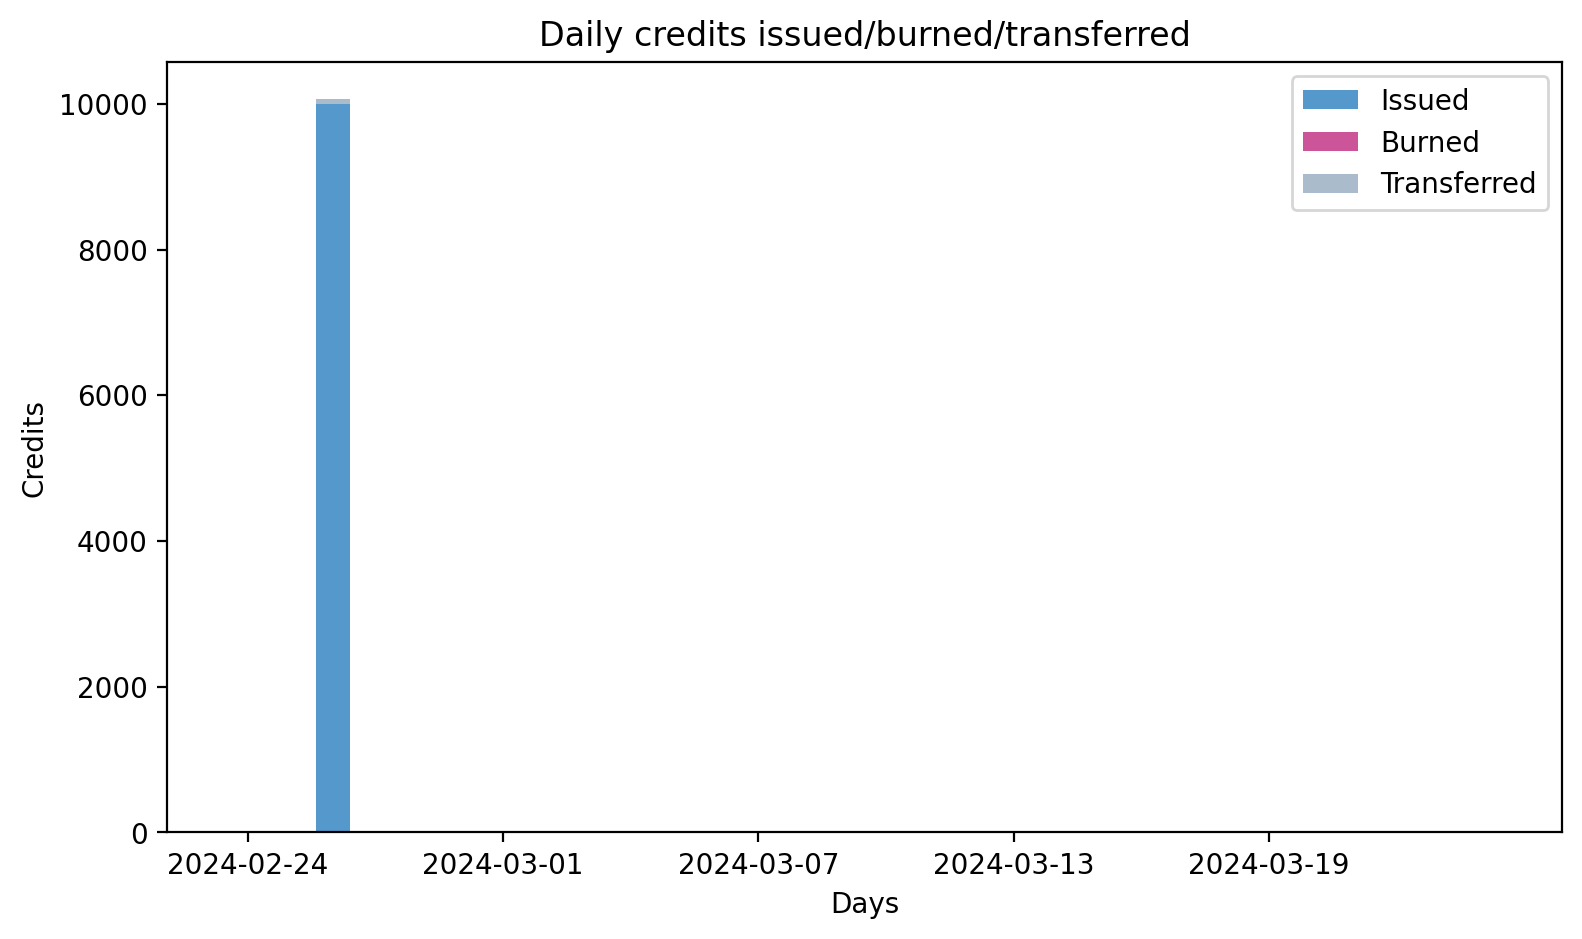 Daily credits issued/burned/transferred
Issued
Burned
Transferred
10000
8000
6000
4000
2000
0
Credits
2024-02-24
2024-03-01
2024-03-07
2024-03-13
2024-03-19
Days